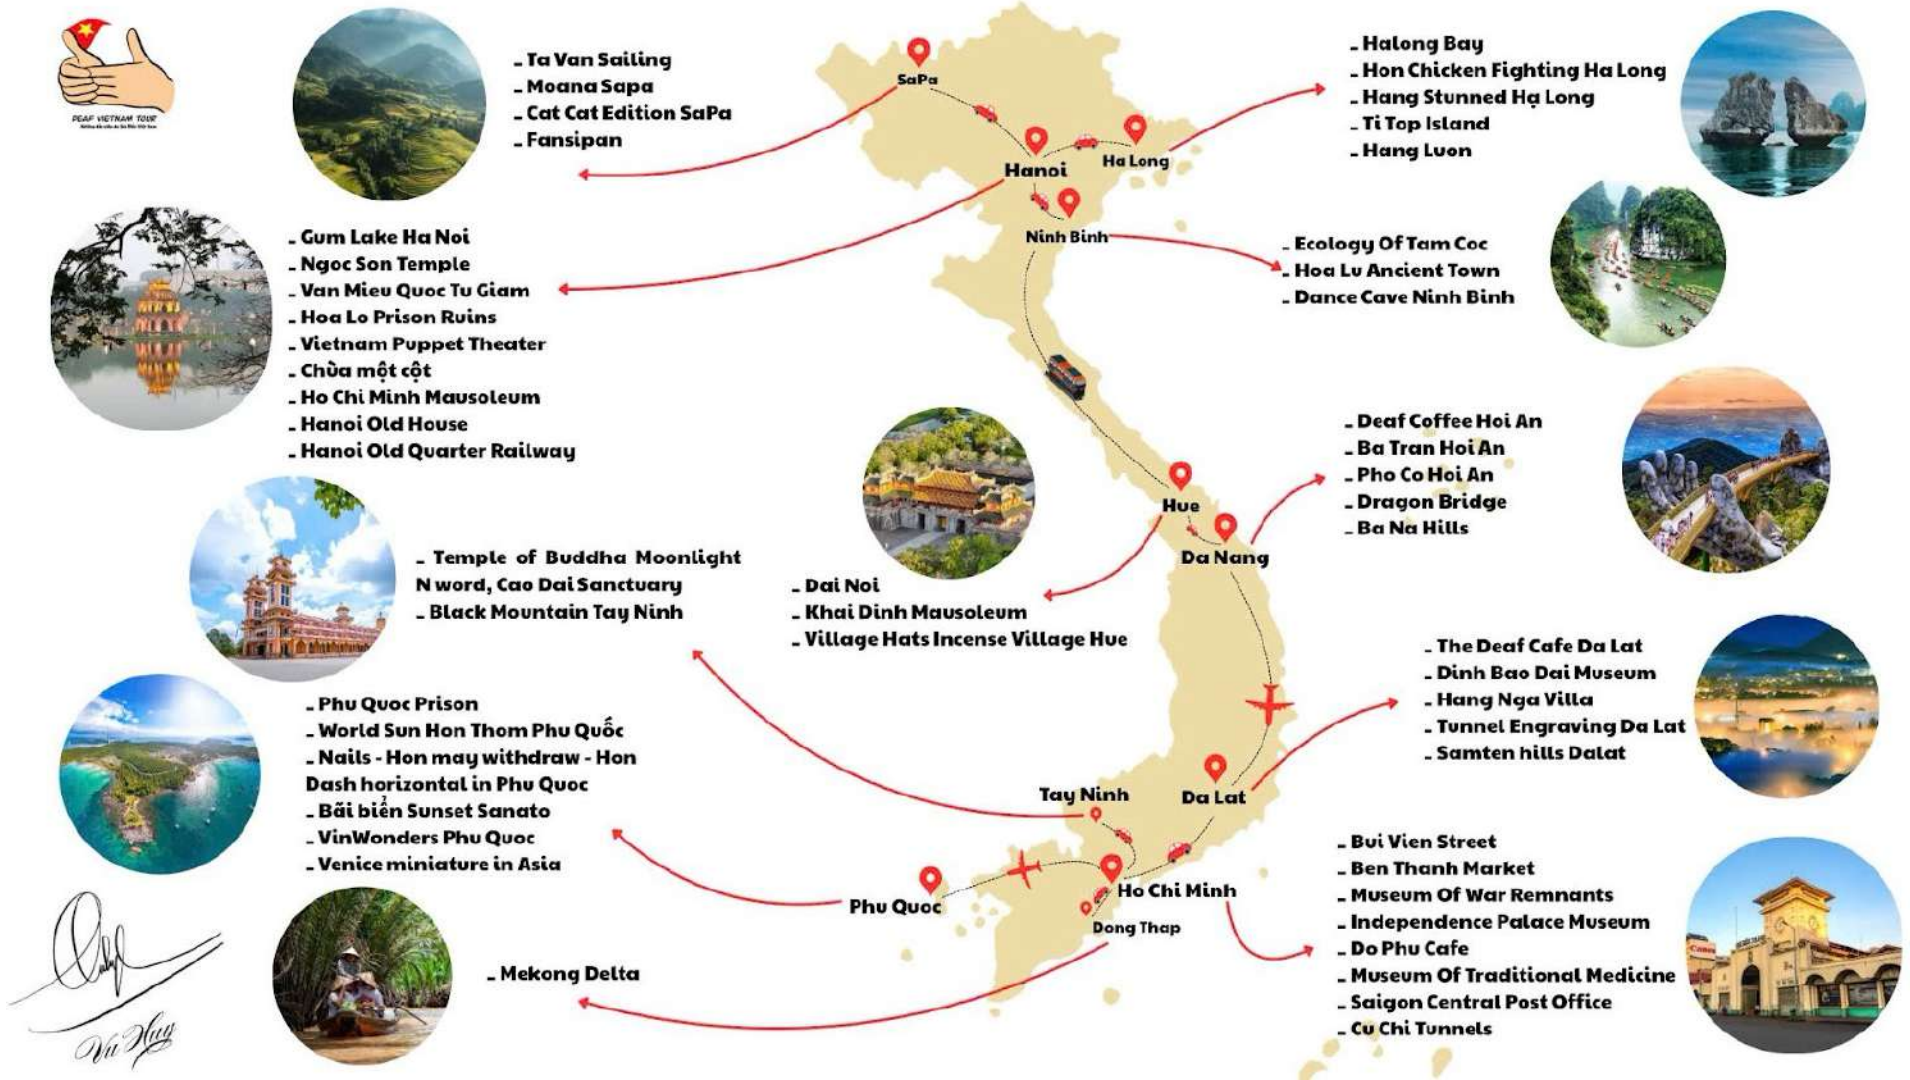 DEAF VIETNAM TOUR
_ Ta Van Sailing
_ Moana Sapa
_ Cat Cat Edition SaPa
_ Fansipan
SaPa
Hanoi
Ha Long
Ninh Binh
_ Halong Bay
_ Hon Chicken Fighting Ha Long
_ Hang Stunned Hạ Long
_ Ti Top Island
_ Hang Luon
_ Gum Lake Ha Noi
_ Ngoc Son Temple
_ Van Mieu Quoc Tu Giam
_ Hoa Lo Prison Ruins
_ Vietnam Puppet Theater
_ Chùa một cột
_ Ho Chi Minh Mausoleum
_ Hanoi Old House
_ Hanoi Old Quarter Railway
_ Ecology Of Tam Coc
_ Hoa Lu Ancient Town
_ Dance Cave Ninh Binh
Hue
Da Nang
_ Deaf Coffee Hoi An
_ Ba Tran Hoi An
_ Pho Co Hoi An
_ Dragon Bridge
_ Ba Na Hills
_ Temple of Buddha Moonlight
N word, Cao Dai Sanctuary
_ Black Mountain Tay Ninh
_ Dai Noi
_ Khai Dinh Mausoleum
_ Village Hats Incense Village Hue
_ The Deaf Cafe Da Lat
_ Dinh Bao Dai Museum
_ Hang Nga Villa
_ Tunnel Engraving Da Lat
_ Samten hills Dalat
_ Phu Quoc Prison
_ World Sun Hon Thom Phu Quốc
_ Nails - Hon may withdraw - Hon
Dash horizontal in Phu Quoc
_ Bãi biển Sunset Sanato
_ VinWonders Phu Quoc
_ Venice miniature in Asia
Tay Ninh
Da Lat
Phu Quoc
Ho Chi Minh
Dong Thap
_ Bui Vien Street
_ Ben Thanh Market
_ Museum Of War Remnants
_ Independence Palace Museum
_ Do Phu Cafe
_ Museum Of Traditional Medicine
_ Saigon Central Post Office
_ Cu Chi Tunnels
_ Mekong Delta
Vu Huy
Canon